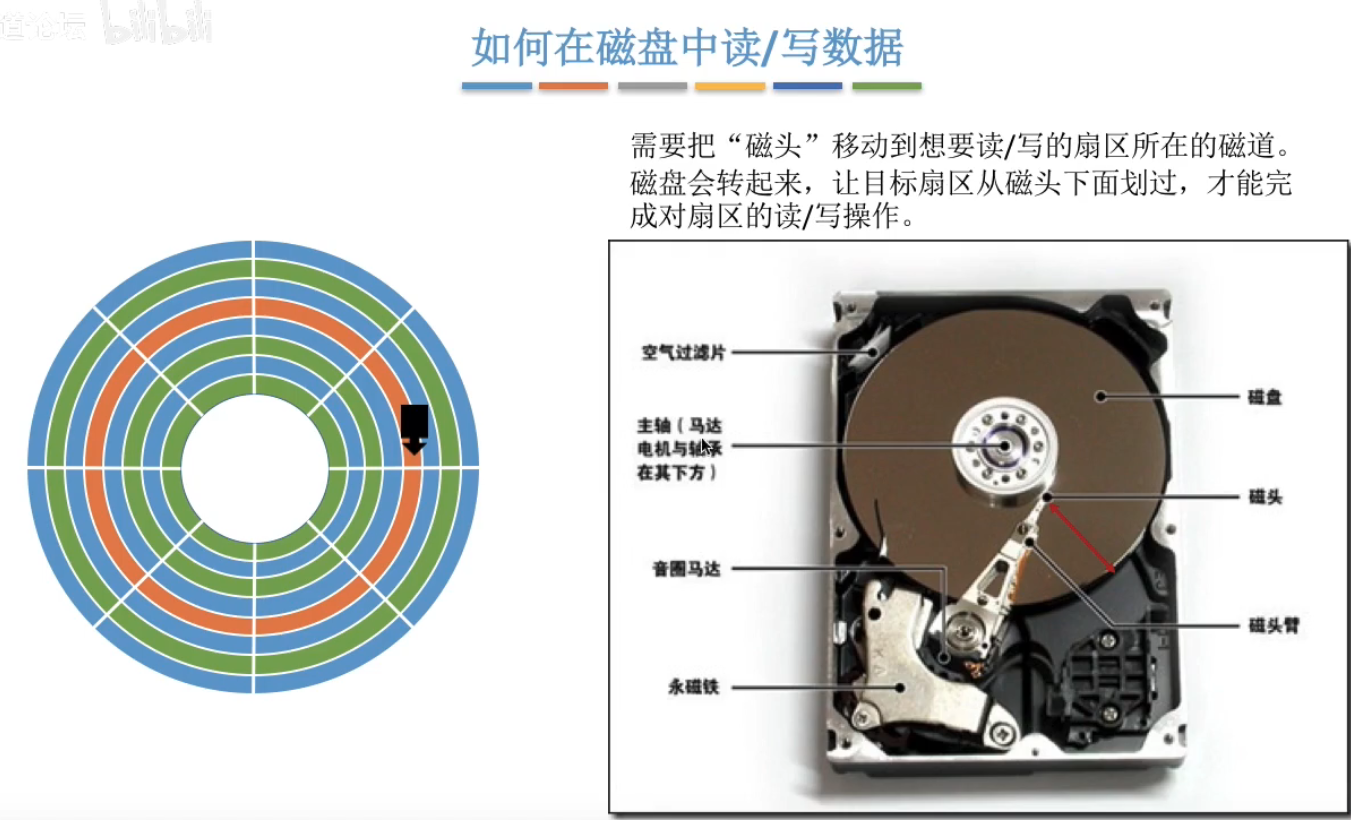 道论坛 bilibili
如何在磁盘中读/写数据
需要把“磁头”移动到想要读/写的扇区所在的磁道。
磁盘会转起来，让目标扇区从磁头下面划过，才能完
成对扇区的读/写操作。
空气过滤片
磁盘
主轴（马达
电机与轴承
在其下方）
磁头
音圈马达
磁头臂
永磁铁